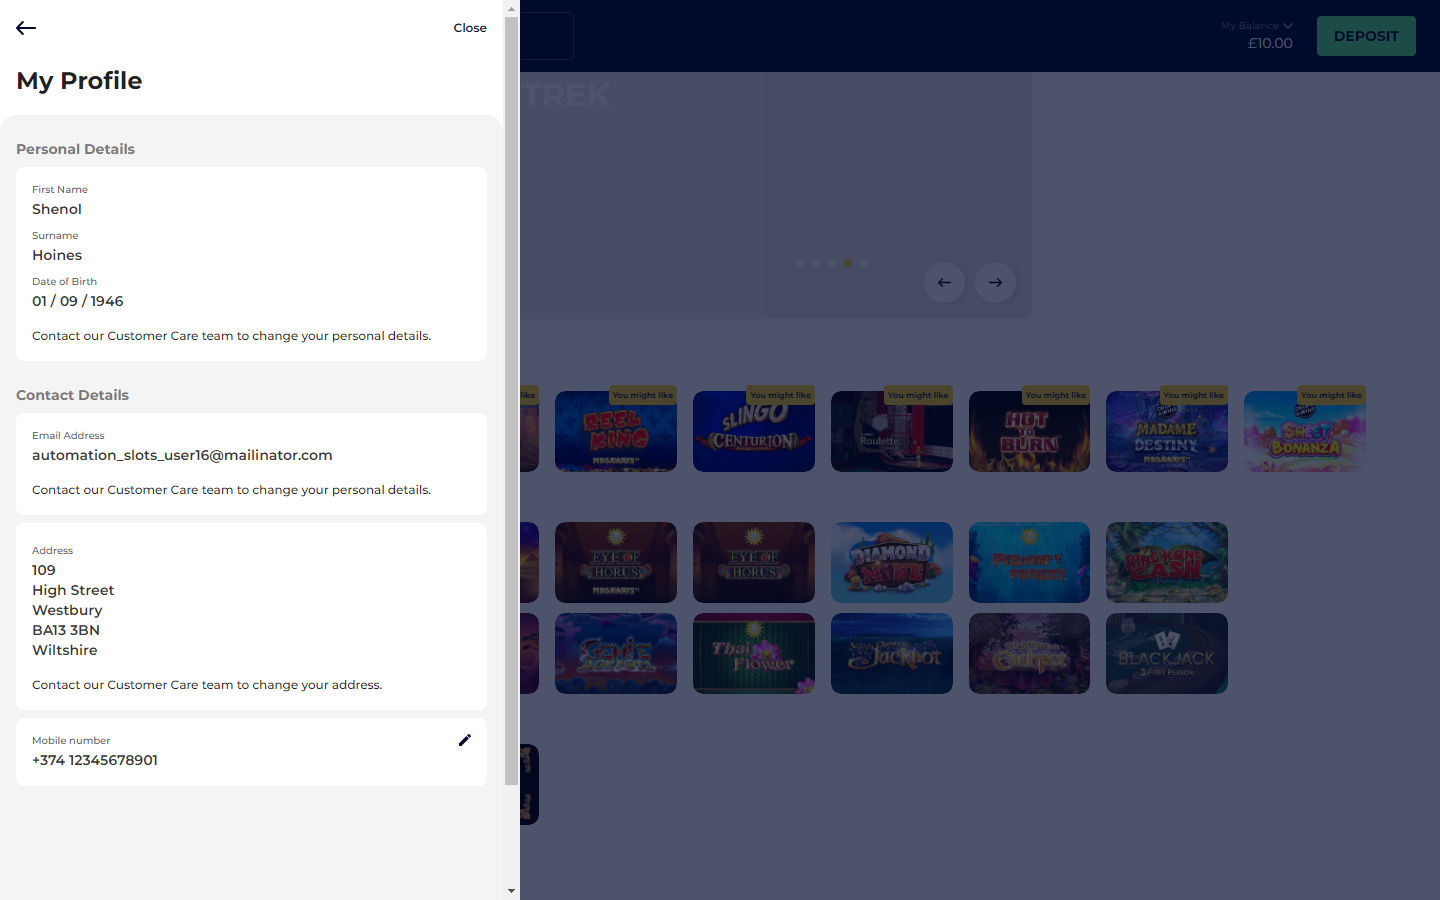 Close
My Profile
Personal Details
First Name
Shenol
Surname
Hoines
Date of Birth
01 / 09 / 1946
Contact our Customer Care team to change your personal details.
Contact Details
Email Address
automation_slots_user16@mailinator.com
Contact our Customer Care team to change your personal details.
Address
109
High Street
Westbury
BA13 3BN
Wiltshire
Contact our Customer Care team to change your address.
Mobile number
+374 12345678901
My Balance
£10.00
DEPOSIT
TREK
like
You might like
You might like
You might like
You might like
You might like
You might like
REEL KING
MEGAWAYS
SLINGO
CENTURION
Roulette
HOT TO BURN
MADAME DESTINY
MEGAWAYS
SWEET BONANZA
EYE OF HORUS
MEGAWAYS
EYE OF HORUS
DIAMOND MINE
FISHIN' FRENZY
KING KONG CASH
GENIE JACKPOTS
Thai Flower
Jackpot
BLACKJACK
FIRST PERSON